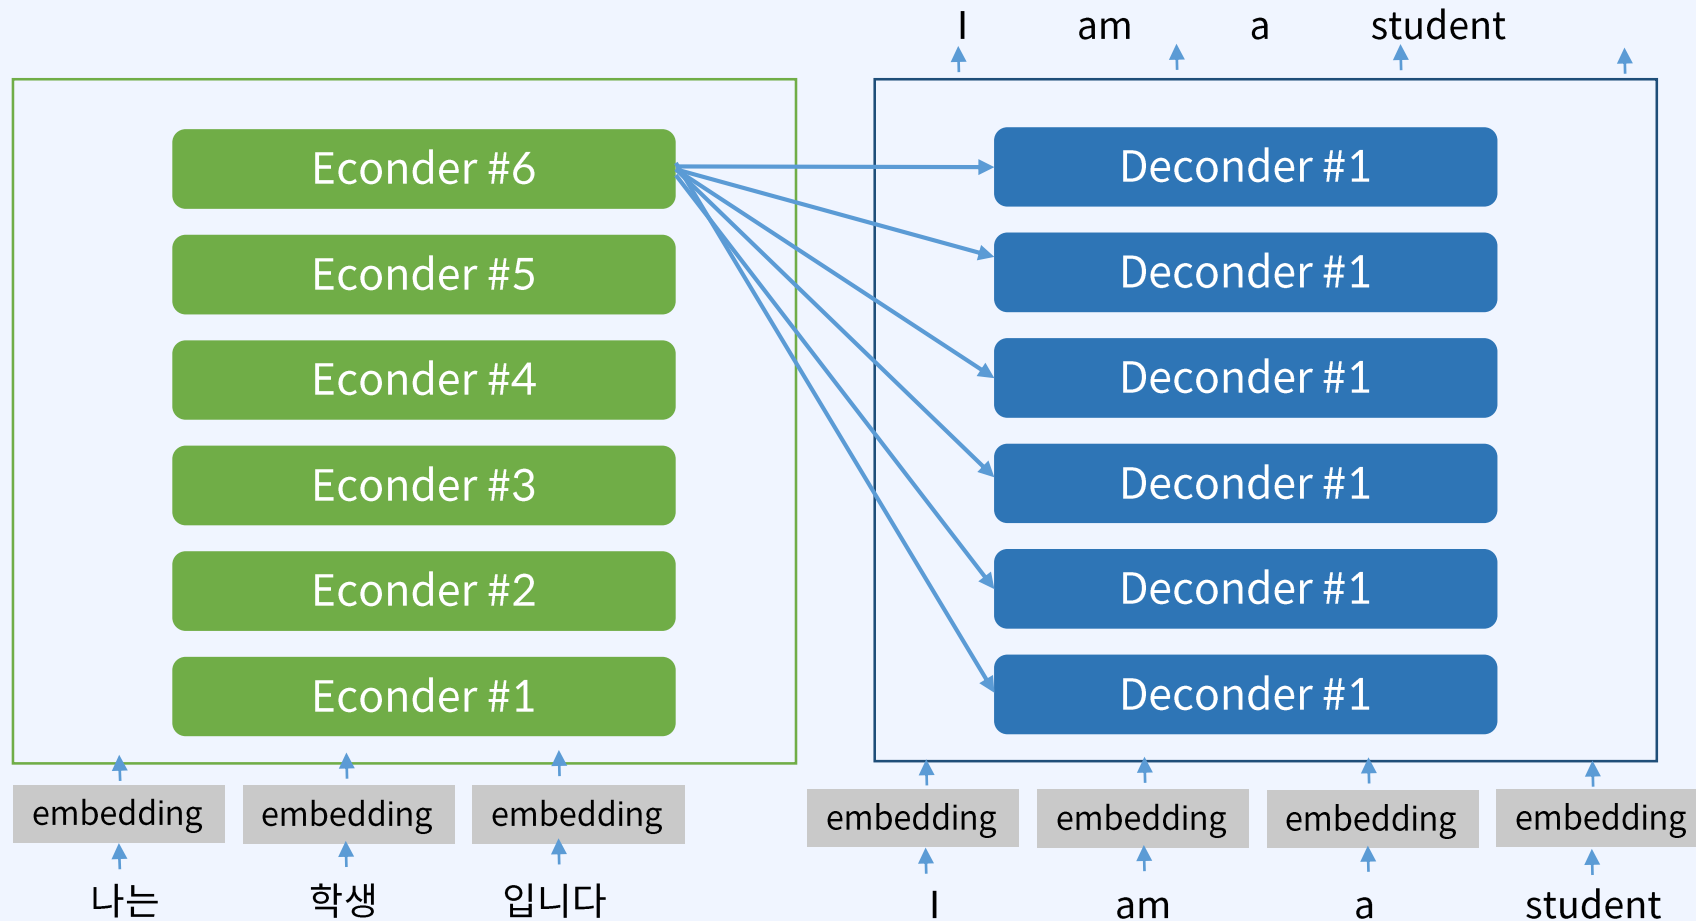 I am a student
Econder #6
Econder #5
Econder #4
Econder #3
Econder #2
Econder #1
embedding embedding embedding
나는 학생 입니다
Deconder #1
Deconder #1
Deconder #1
Deconder #1
Deconder #1
Deconder #1
embedding embedding embedding embedding
I am a student